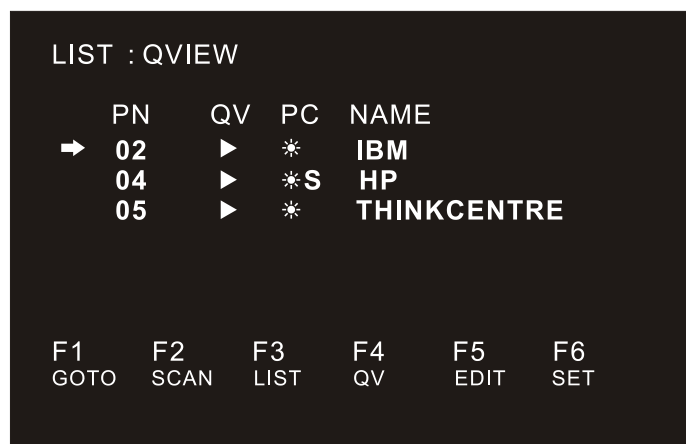 LIST : QVIEW
PN QV PC NAME
02 IBM
04 S HP
05 THINKCENTRE
F1 F2 F3 F4 F5 F6
GOTO SCAN LIST QV EDIT SET